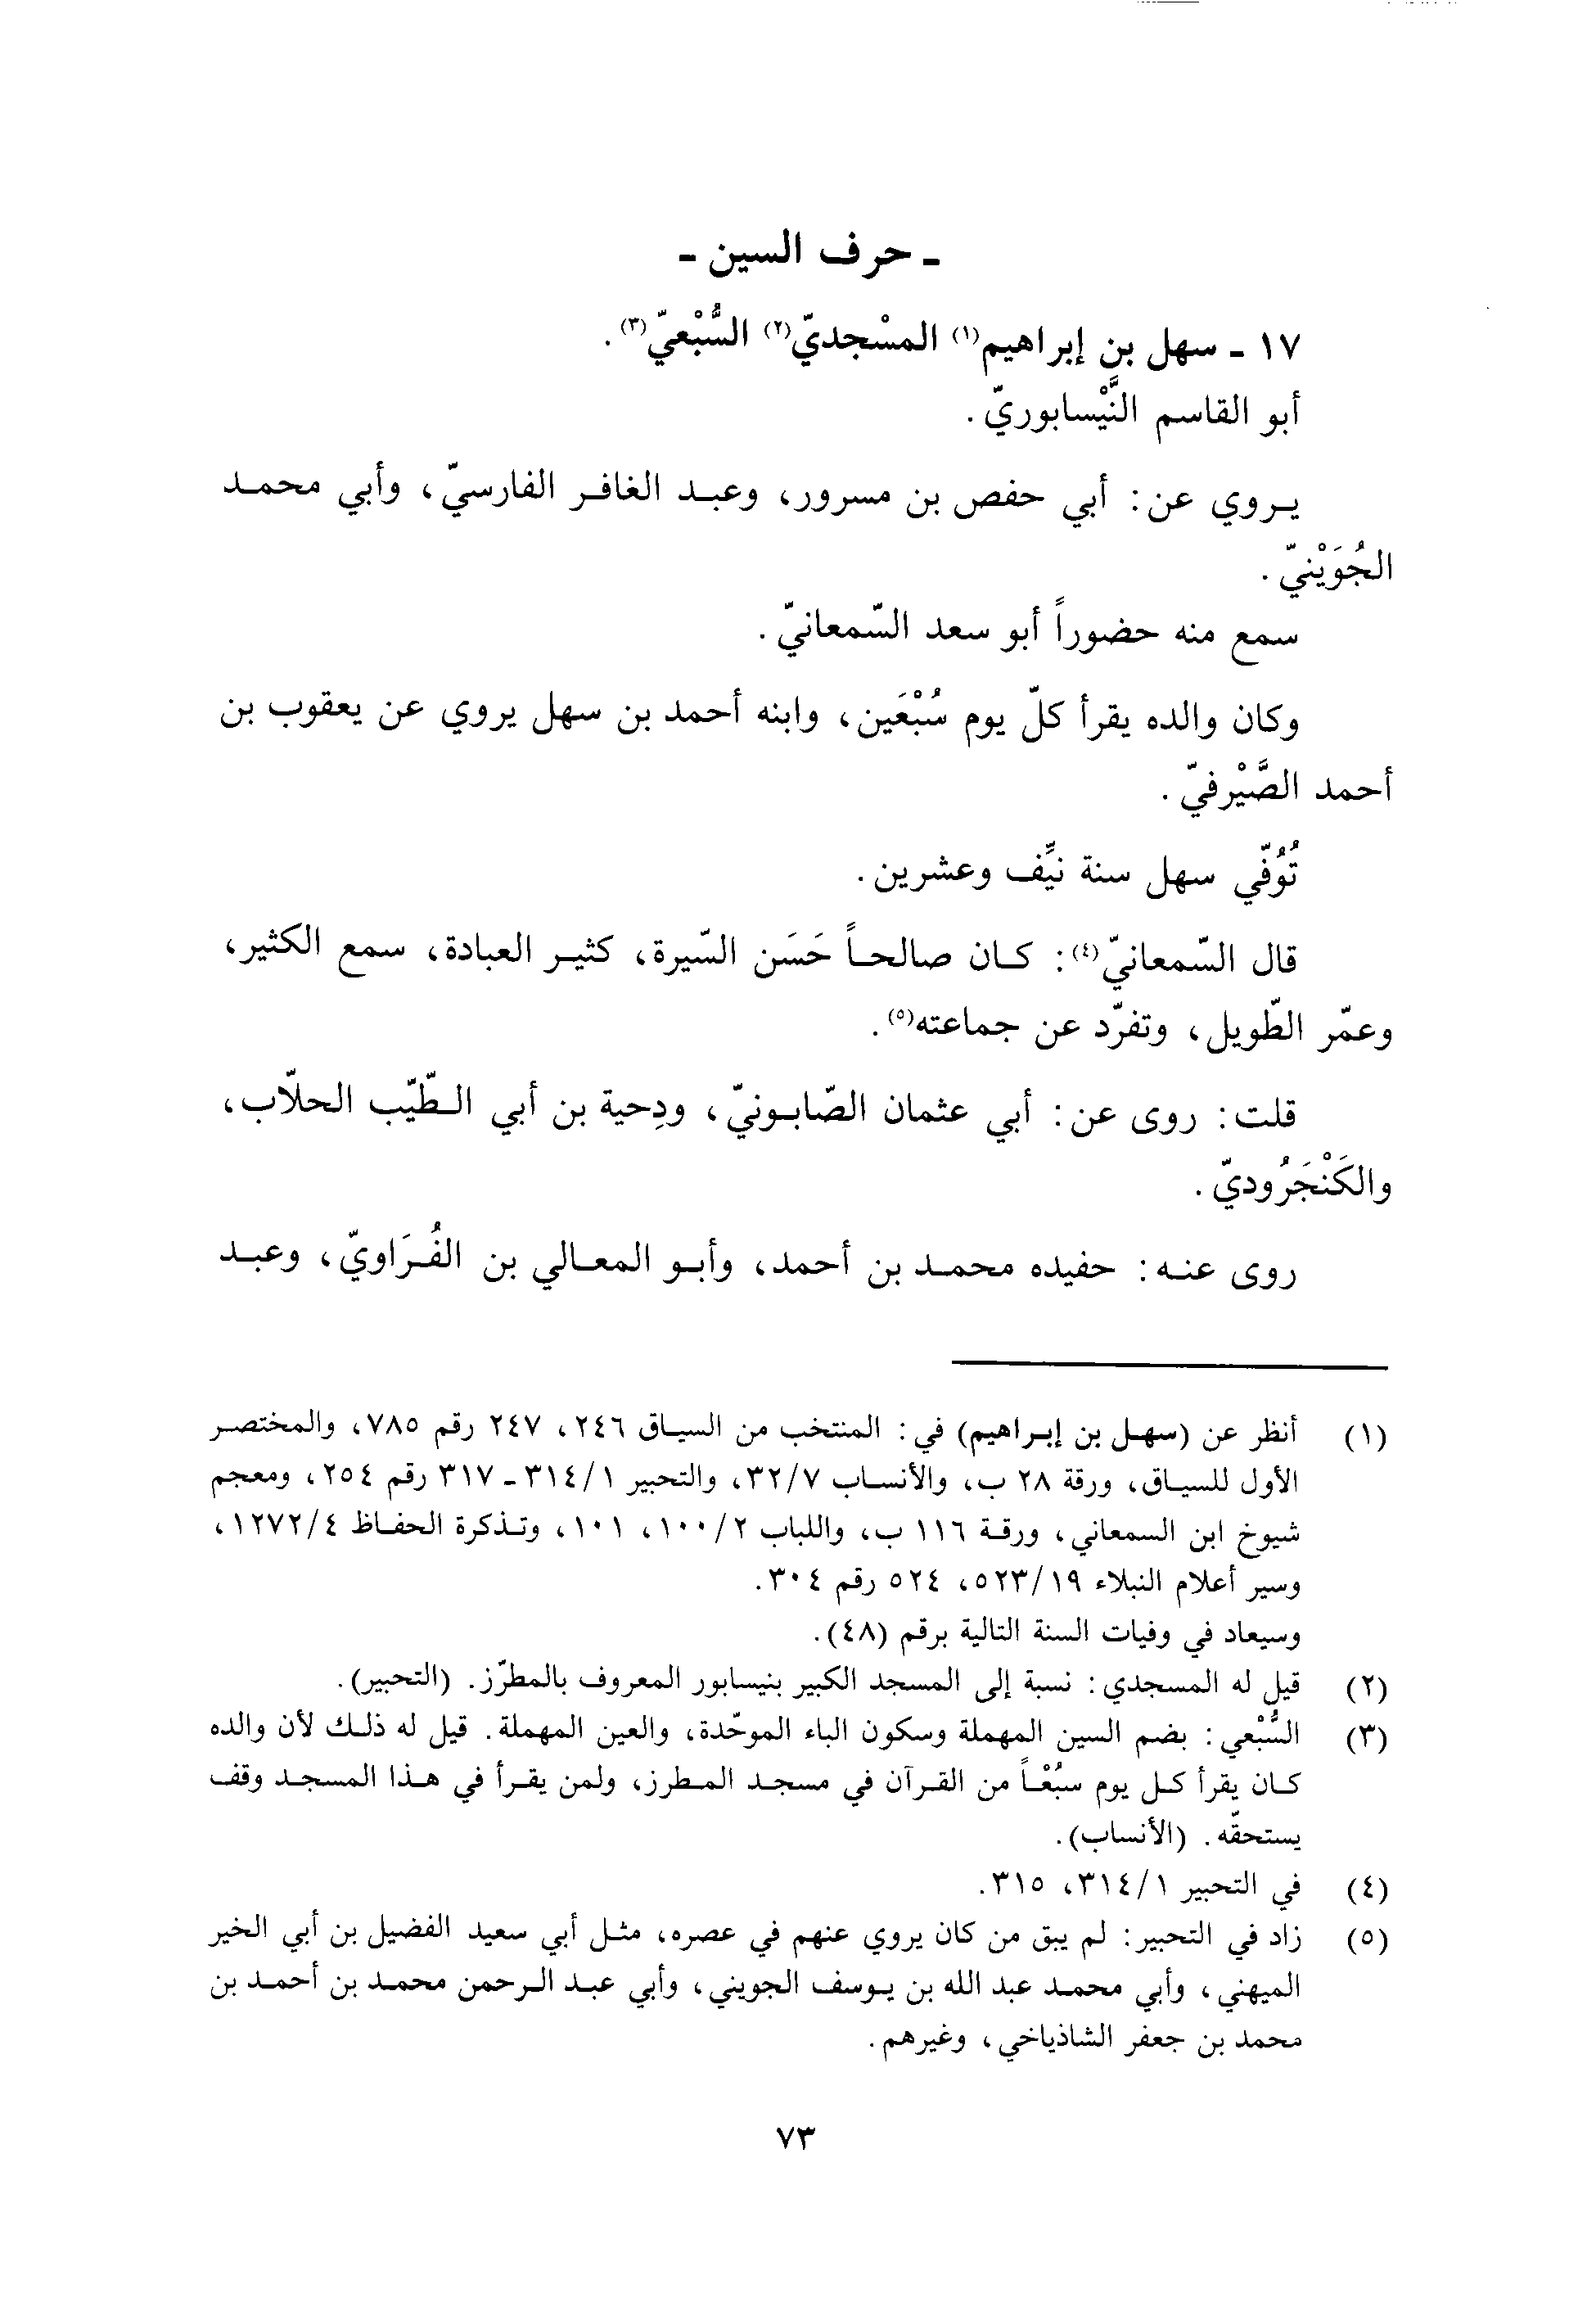 ـ حرف السين ـ
١٧ ـ سهل بن إبراهيم(١) المسْجديّ(٢) السُّبْعيّ(٣).
أبو القاسم النَّيْسابوريّ.
يروي عن: أبي حفص بن مسرور، وعبد الغافر الفارسيّ، وأبي محمد
الجُوَيْنيّ.
سمع منه حضوراً أبو سعد السّمعانيّ.
وكان والده يقرأ كلّ يوم سُبْعَين، وابنه أحمد بن سهل يروي عن يعقوب بن
أحمد الصَّيْرفيّ.
تُوُفّي سهل سنة نيِّف وعشرين.
قال السّمعانيّ(٤): كان صالحاً حَسَن السّيرة، كثير العبادة، سمع الكثير،
وعمّر الطّويل، وتفرّد عن جماعته(٥).
قلت: روى عن: أبي عثمان الصّابونيّ، ودِحية بن أبي الطّيّب الحلّاب،
والكَنْجَرُوديّ.
روى عنه: حفيده محمد بن أحمد، وأبو المعالي بن الفُرَاويّ، وعبد
(١) أنظر عن (سهل بن إبراهيم) في: المنتخب من السياق ٢٤٦، ٢٤٧ رقم ٧٨٥، والمختصر
الأول للسياق، ورقة ٢٨ ب، والأنساب ٣٢/٧، والتحبير ٣١٤/١ ـ ٣١٧ رقم ٢٥٤، ومعجم
شيوخ ابن السمعاني، ورقة ١١٦ ب، واللباب ١٠٠/٢، ١٠١، وتذكرة الحفاظ ١٢٧٢/٤،
وسير أعلام النبلاء ٥٢٣/١٩، ٥٢٤ رقم ٣٠٤.
وسيعاد في وفيات السنة التالية برقم (٤٨).
(٢) قيل له المسجدي: نسبة إلى المسجد الكبير بنيسابور المعروف بالمطرّز. (التحبير).
(٣) السُّبْعي: بضم السين المهملة وسكون الباء الموحّدة، والعين المهملة. قيل له ذلك لأن والده
كان يقرأ كل يوم سبُعْاً من القرآن في مسجد المطرز، ولمن يقرأ في هذا المسجد وقف
يستحقّه. (الأنساب).
(٤) في التحبير ٣١٤/١، ٣١٥.
(٥) زاد في التحبير: لم يبق من كان يروي عنهم في عصره، مثل أبي سعيد الفضيل بن أبي الخير
الميهني، وأبي محمد عبد الله بن يوسف الجويني، وأبي عبد الرحمن محمد بن أحمد بن
محمد بن جعفر الشاذياخي، وغيرهم.
٧٣